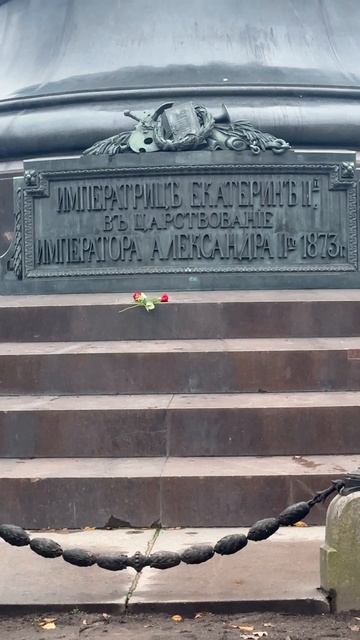 ИМПЕРАТРИЦѢ ЕКАТЕРИНѢ IIй
ВЪ ЦАРСТВОВАНІЕ
ИМПЕРАТОРА АЛЕКСАНДРА IIго 1873г.